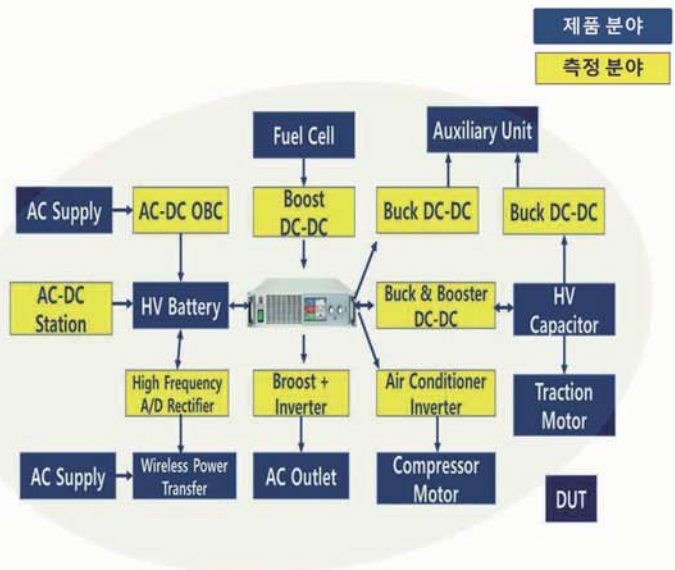 제품 분야
측정 분야
Fuel Cell
Auxiliary Unit
AC Supply
AC-DC OBC
Boost
DC-DC
Buck DC-DC
Buck DC-DC
AC-DC
Station
HV Battery
Buck & Booster
DC-DC
HV
Capacitor
High Frequency
A/D Rectifier
Broost +
Inverter
Air Conditioner
Inverter
Traction
Motor
AC Supply
Wireless Power
Transfer
AC Outlet
Compressor
Motor
DUT